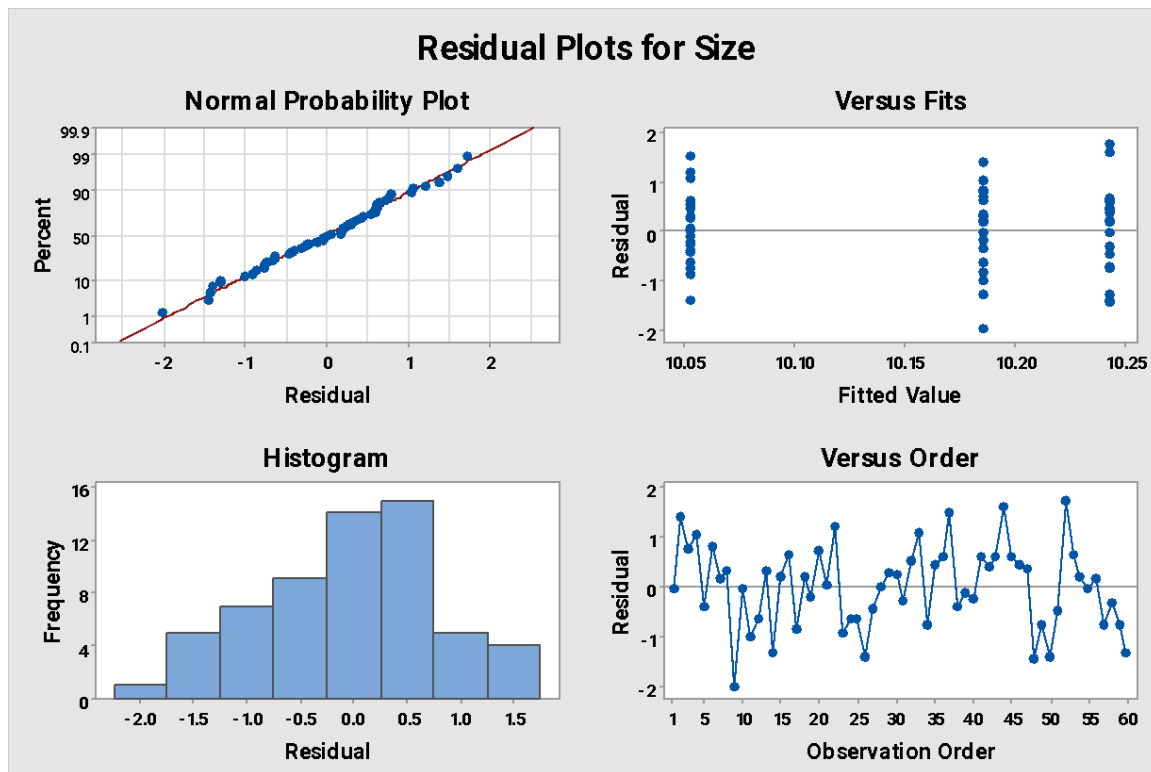 Residual Plots for Size
Normal Probability Plot
99.9
99
90
50
10
1
0.1
Percent
-2 -1 0 1 2
Residual
Versus Fits
2
1
0
-1
-2
Residual
10.05 10.10 10.15 10.20 10.25
Fitted Value
Histogram
16
12
8
4
0
Frequency
-2.0 -1.5 -1.0 -0.5 0.0 0.5 1.0 1.5
Residual
Versus Order
2
1
0
-1
-2
Residual
1 5 10 15 20 25 30 35 40 45 50 55 60
Observation Order